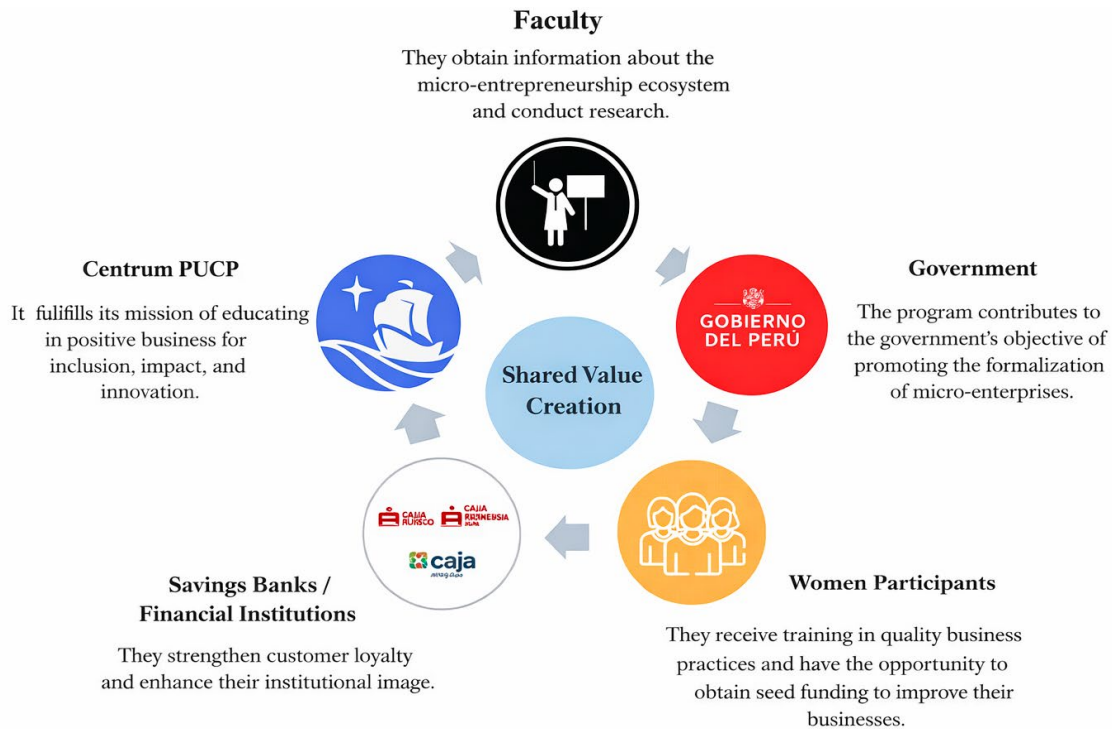 Faculty
They obtain information about the
micro-entrepreneurship ecosystem
and conduct research.
Centrum PUCP
It fulifills its mission of educating
in positive business for
inclusion, impact, and
innovation.
GOBIERNO
DEL PERÚ
Government
The program contributes to
the government’s objective of
promoting the formalization
of micro-enterprises.
Shared Value
Creation
caja
Savings Banks /
Financial Institutions
They strengthen customer loyalty
and enhance their institutional image.
Women Participants
They receive training in quality business
practices and have the opportunity to
obtain seed funding to improve their
businesses.